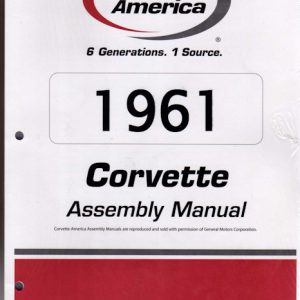 America
®
6 Generations. 1 Source.
1961
Corvette
Assembly Manual
Corvette America Assembly Manuals are reproduced and sold with permission of General Motors Corporation.